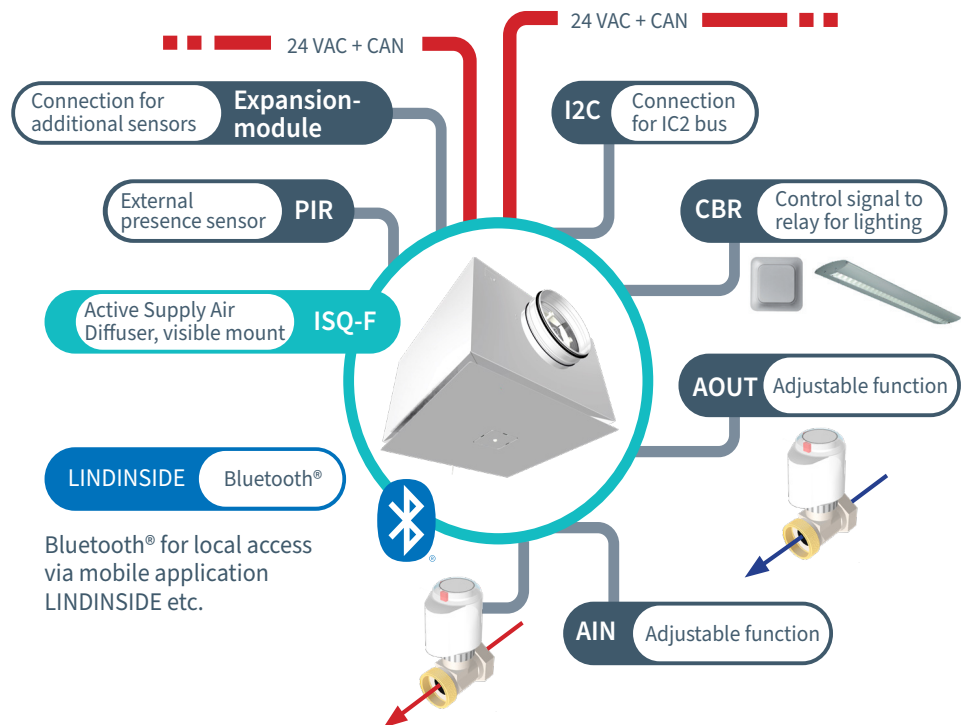 24 VAC + CAN
24 VAC + CAN
Connection for
additional sensors
Expansion-
module
I2C
Connection
for IC2 bus
External
presence sensor
PIR
CBR
Control signal to
relay for lighting
Active Supply Air
Diffuser, visible mount
ISQ-F
AOUT
Adjustable function
LINDINSIDE
Bluetooth®
®
Bluetooth® for local access
via mobile application
LINDINSIDE etc.
AIN
Adjustable function